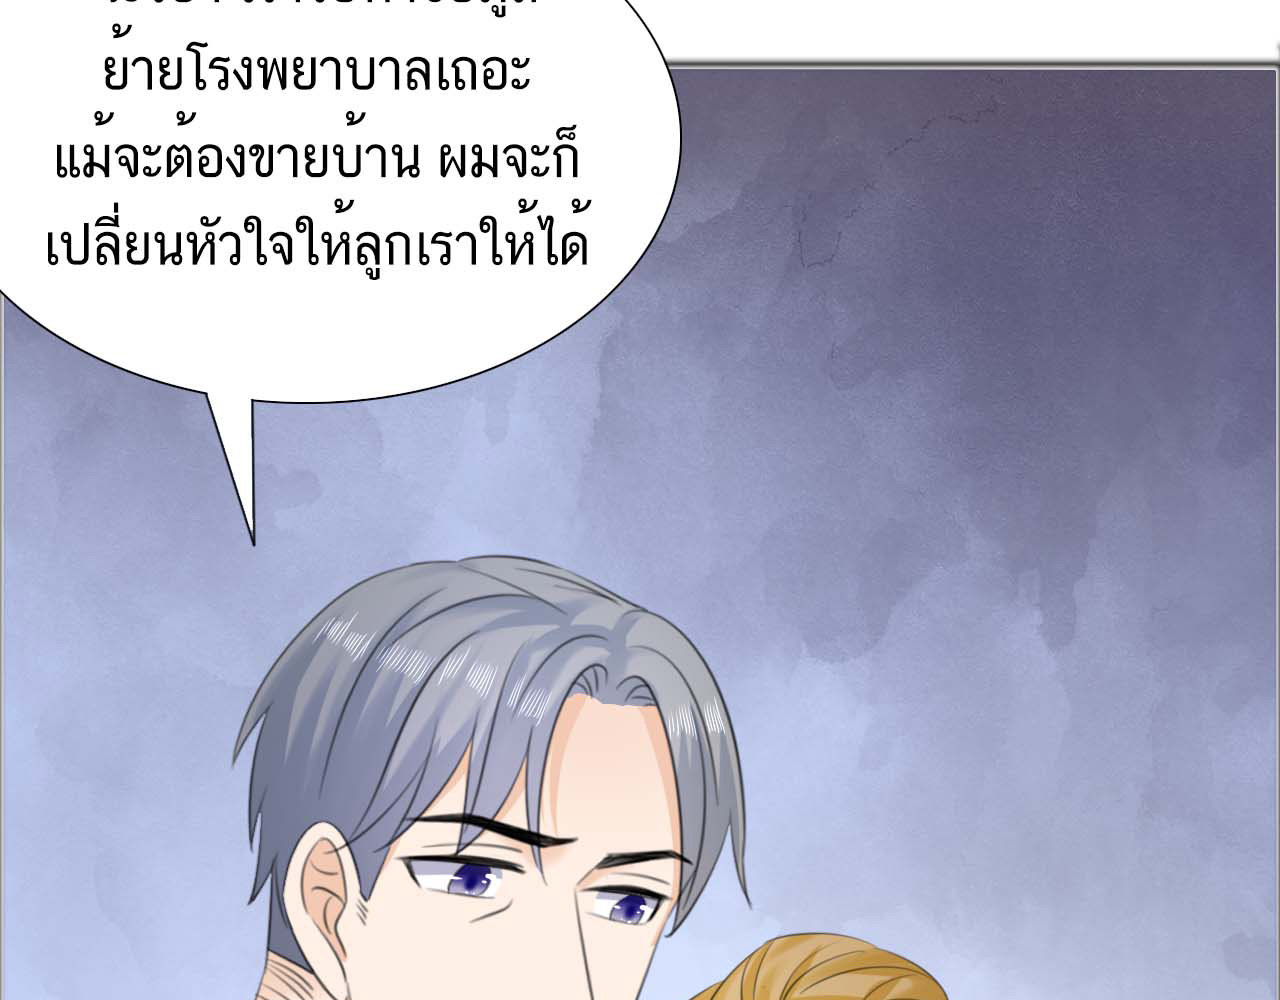 ย้ายโรงพยาบาลเถอะ
แม้จะต้องขายบ้าน ผมจะก็
เปลี่ยนหัวใจให้ลูกเราให้ได้